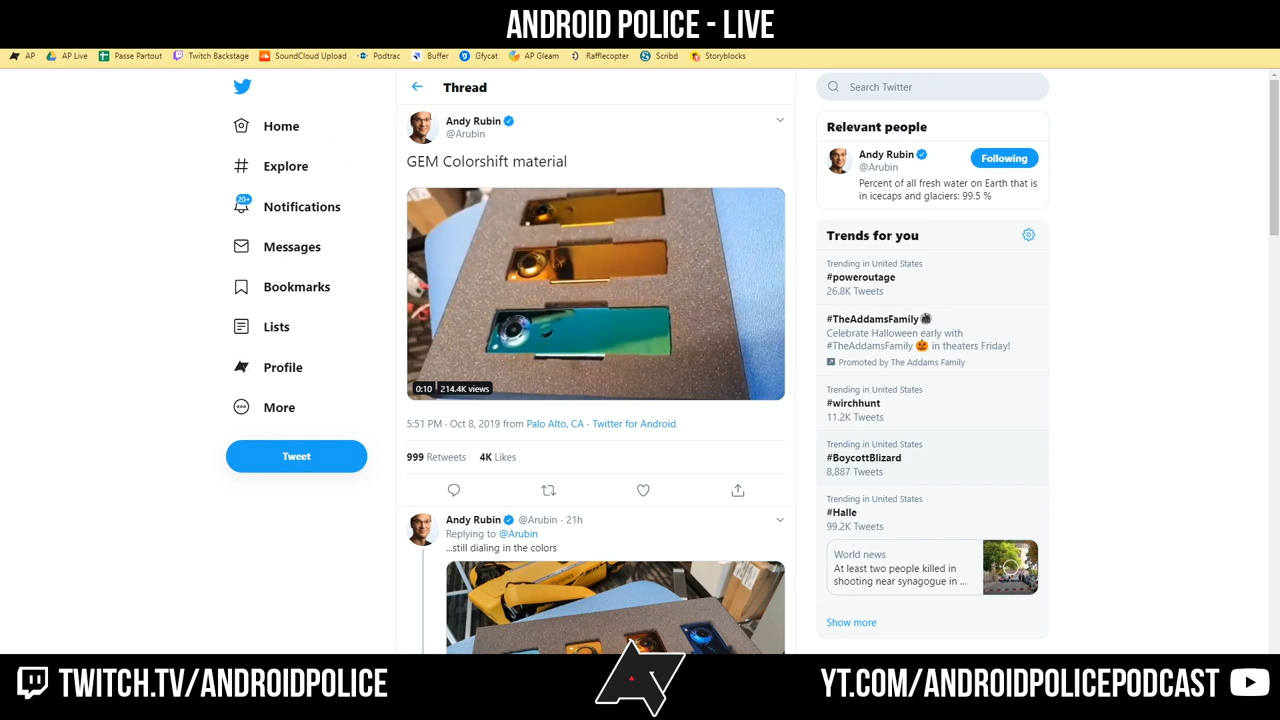 ANDROID POLICE - LIVE
AP AP Live Passe Partout Twitch Backstage SoundCloud Upload Podtrac Buffer Gfycat AP Gleam Rafflecopter Scribd Storyblocks
Home
Explore
20+
Notifications
Messages
Bookmarks
Lists
Profile
More
Tweet
Thread
Andy Rubin
@Arubin
GEM Colorshift material
0:10 214.4K views
5:51 PM · Oct 8, 2019 from Palo Alto, CA · Twitter for Android
999 Retweets 4K Likes
Andy Rubin @Arubin · 21h
Replying to @Arubin
...still dialing in the colors
Search Twitter
Relevant people
Andy Rubin
@Arubin
Following
Percent of all fresh water on Earth that is
in icecaps and glaciers: 99.5 %
Trends for you
Trending in United States
#poweroutage
26.8K Tweets
#TheAddamsFamily
Celebrate Halloween early with
#TheAddamsFamily 🎃 in theaters Friday!
Promoted by The Addams Family
Trending in United States
#wirchhunt
11.2K Tweets
Trending in United States
#BoycottBlizard
8,887 Tweets
Trending in United States
#Halle
99.2K Tweets
World news
At least two people killed in
shooting near synagogue in ...
Show more
TWITCH.TV/ANDROIDPOLICE
YT.COM/ANDROIDPOLICEPODCAST